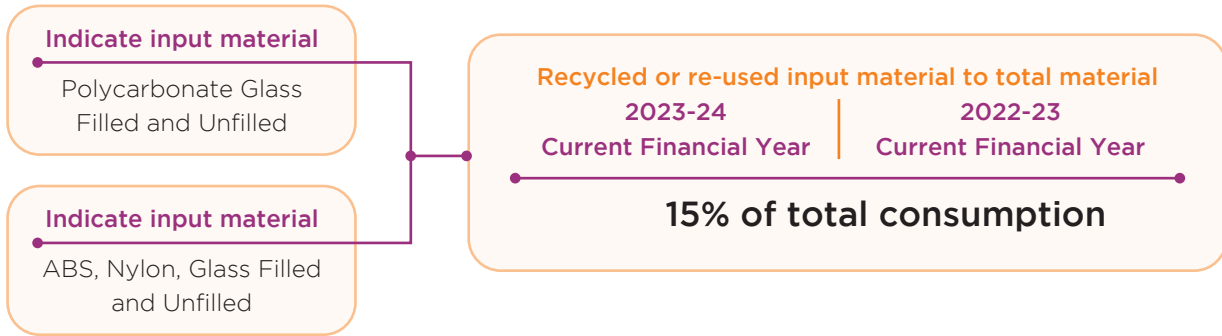 Indicate input material
Polycarbonate Glass
Filled and Unfilled
Indicate input material
ABS, Nylon, Glass Filled
and Unfilled
Recycled or re-used input material to total material
2023-24
Current Financial Year
2022-23
Current Financial Year
15% of total consumption